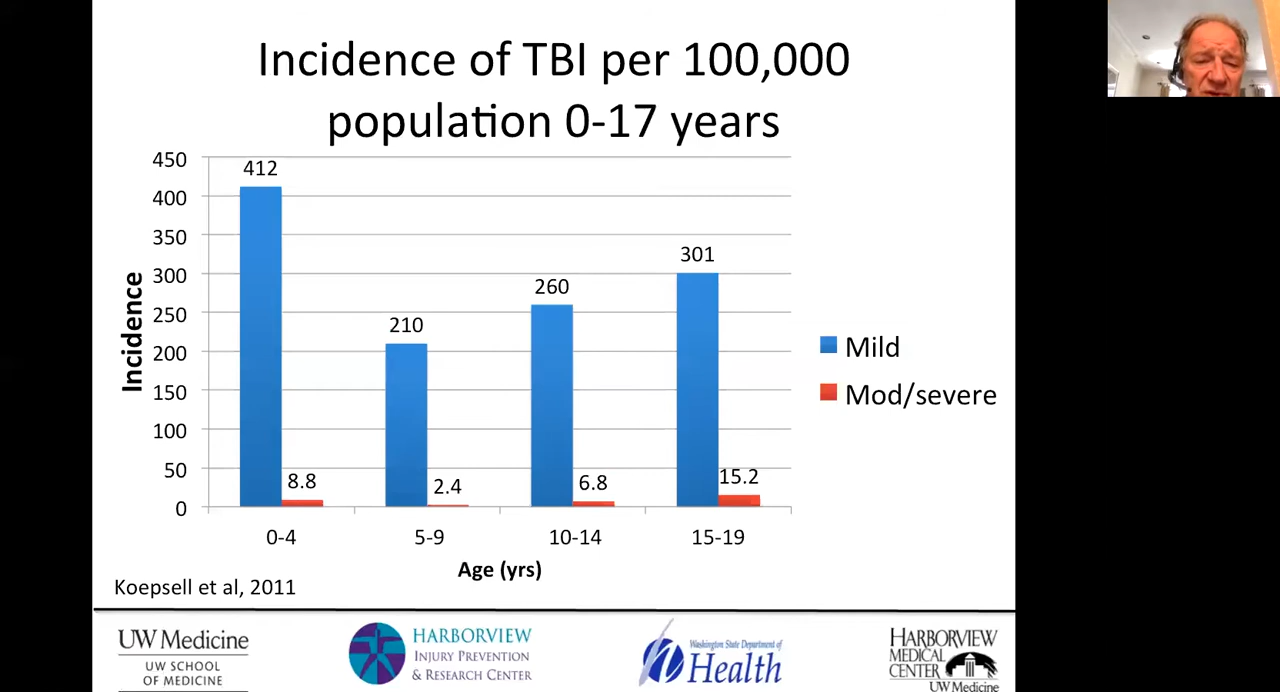 Incidence of TBI per 100,000
population 0-17 years
450
400
350
300
250
200
150
100
50
0
Incidence
412
8.8
210
2.4
260
6.8
301
15.2
Mild
Mod/severe
0-4
5-9
10-14
15-19
Age (yrs)
Koepsell et al, 2011
UW Medicine
UW SCHOOL
OF MEDICINE
HARBORVIEW
INJURY PREVENTION
& RESEARCH CENTER
Washington State Department of
Health
HARBORVIEW
MEDICAL
CENTER
UW Medicine